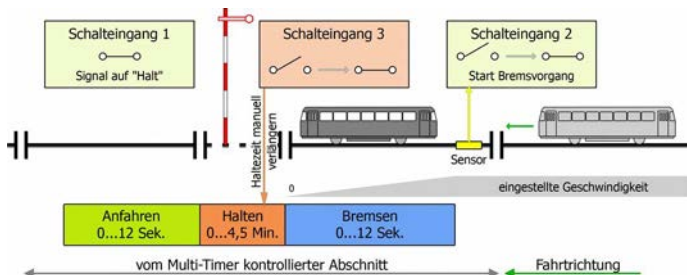 Schalteingang 1
Signal auf "Halt"
Schalteingang 3
Schalteingang 2
Start Bremsvorgang
Haltezeit manuell
verlängern
Sensor
0
eingestellte Geschwindigkeit
Anfahren
0...12 Sek.
Halten
0...4,5 Min.
Bremsen
0...12 Sek.
vom Multi-Timer kontrollierter Abschnitt
Fahrtrichtung